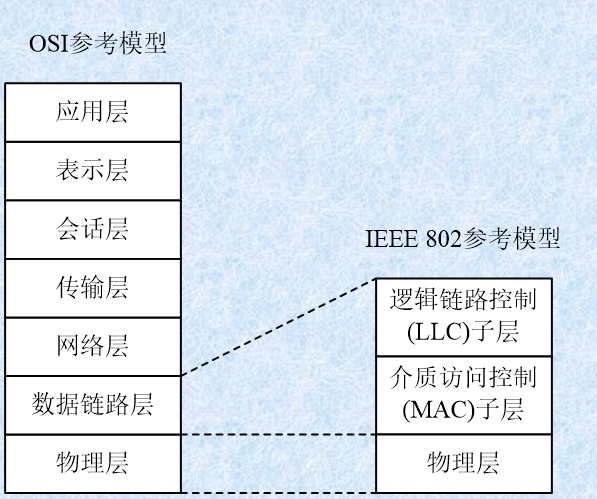 OSI参考模型
应用层
表示层
会话层
传输层
网络层
数据链路层
物理层
IEEE 802参考模型
逻辑链路控制
(LLC)子层
介质访问控制
(MAC)子层
物理层